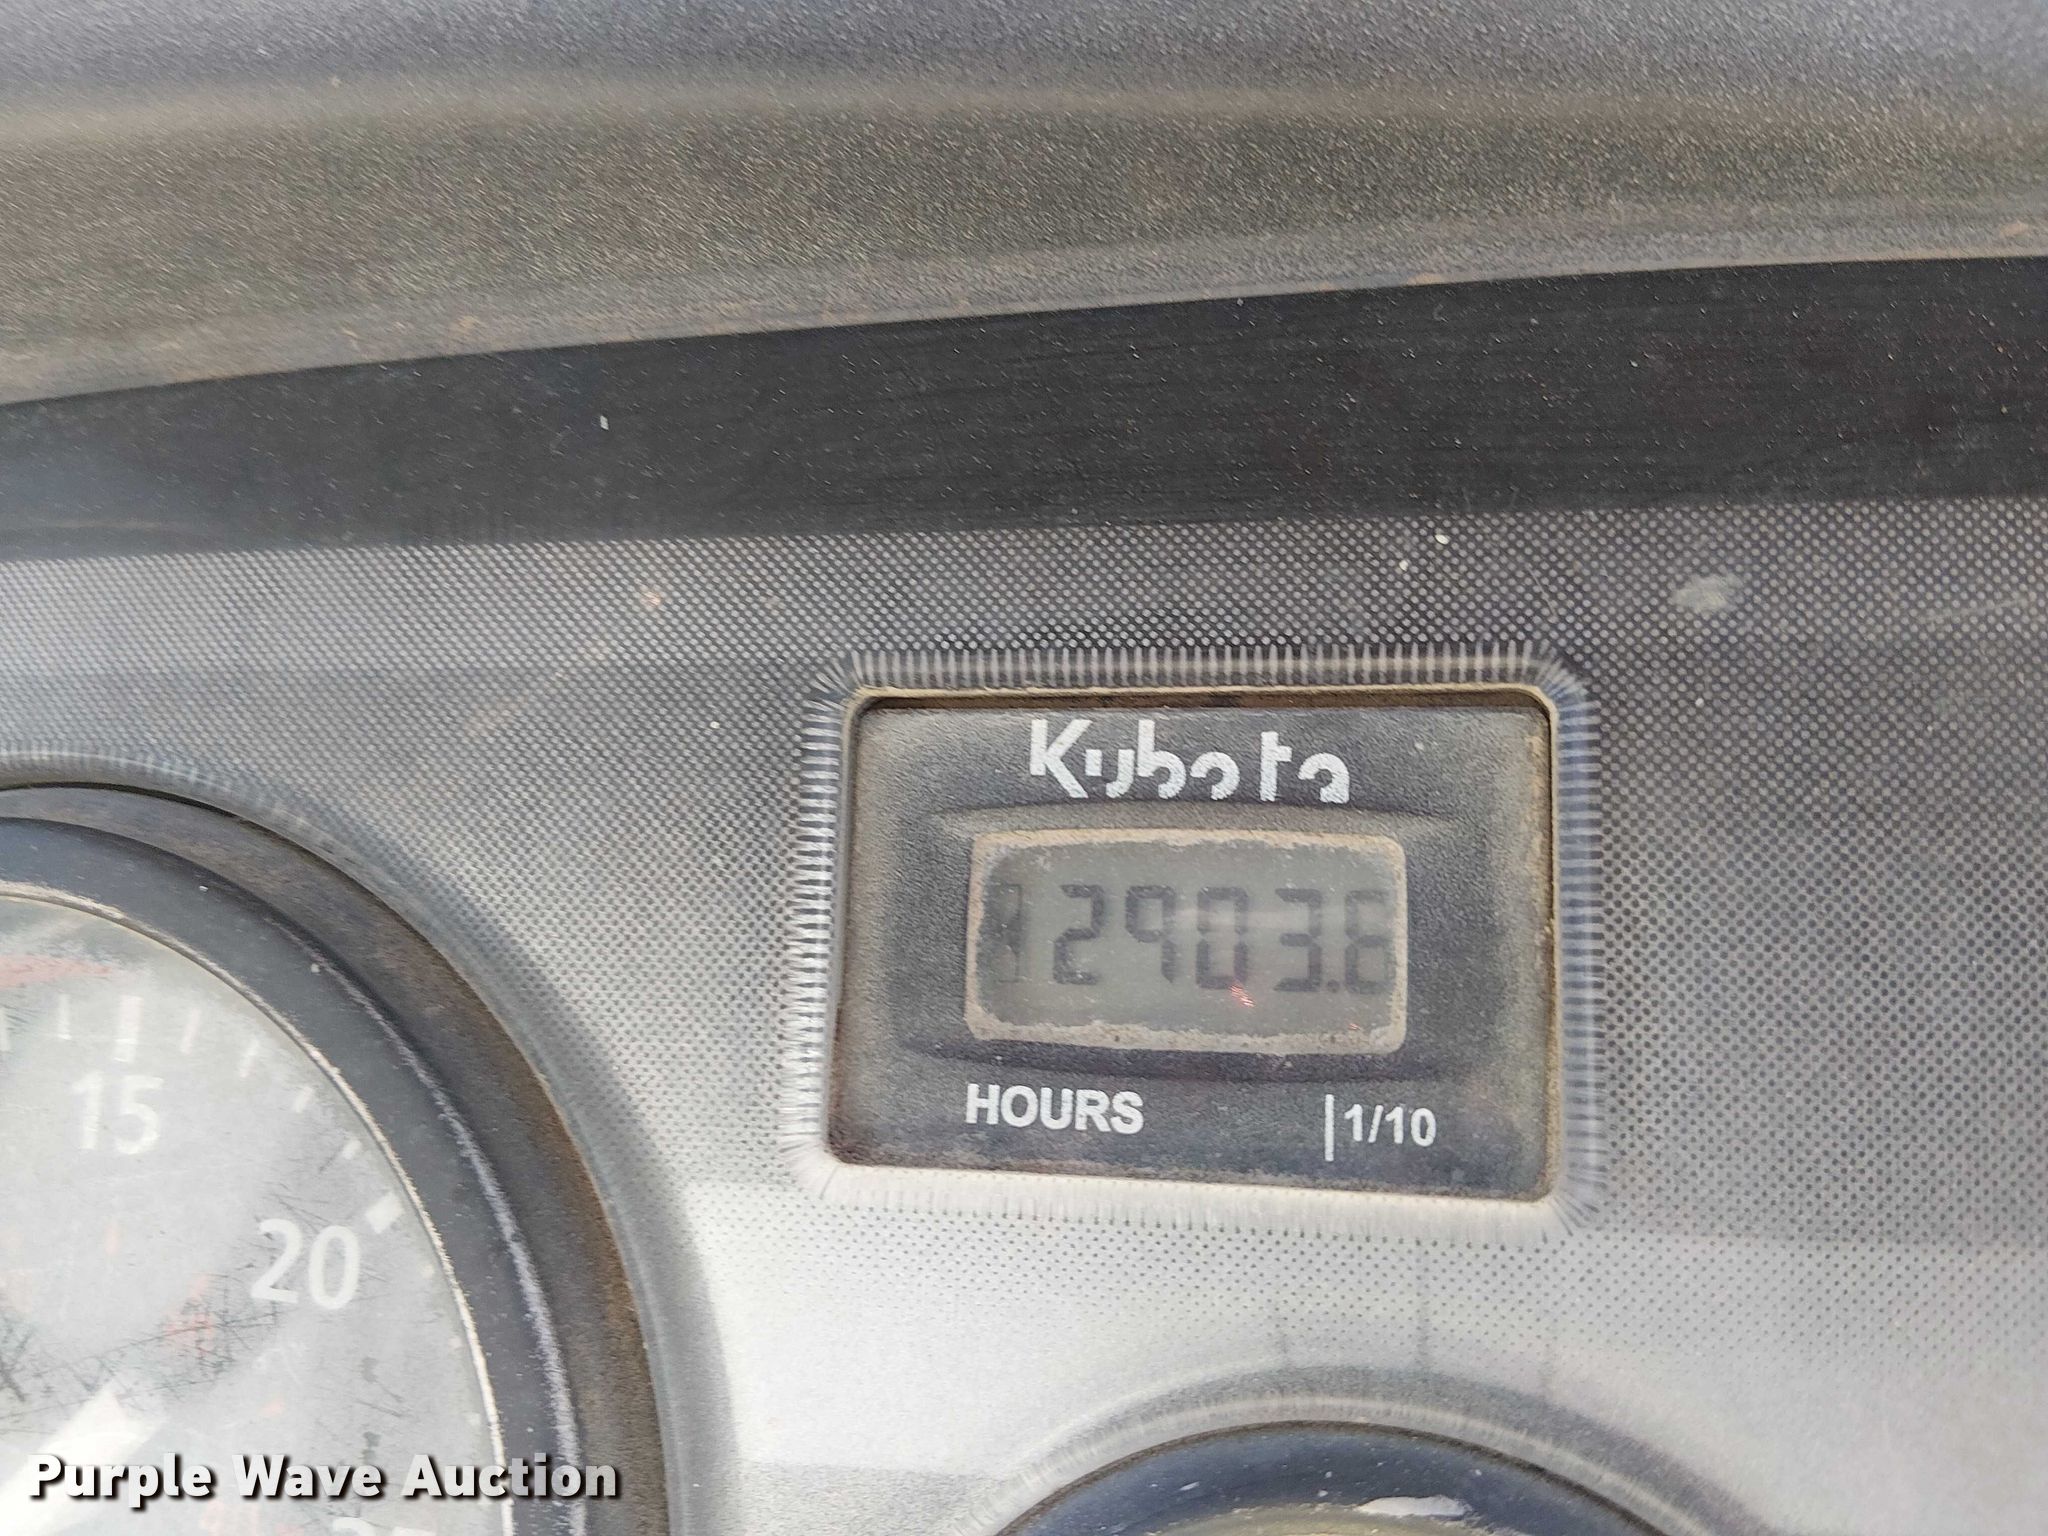 Kubota
2903.6
HOURS |1/10
15
20
Purple Wave Auction